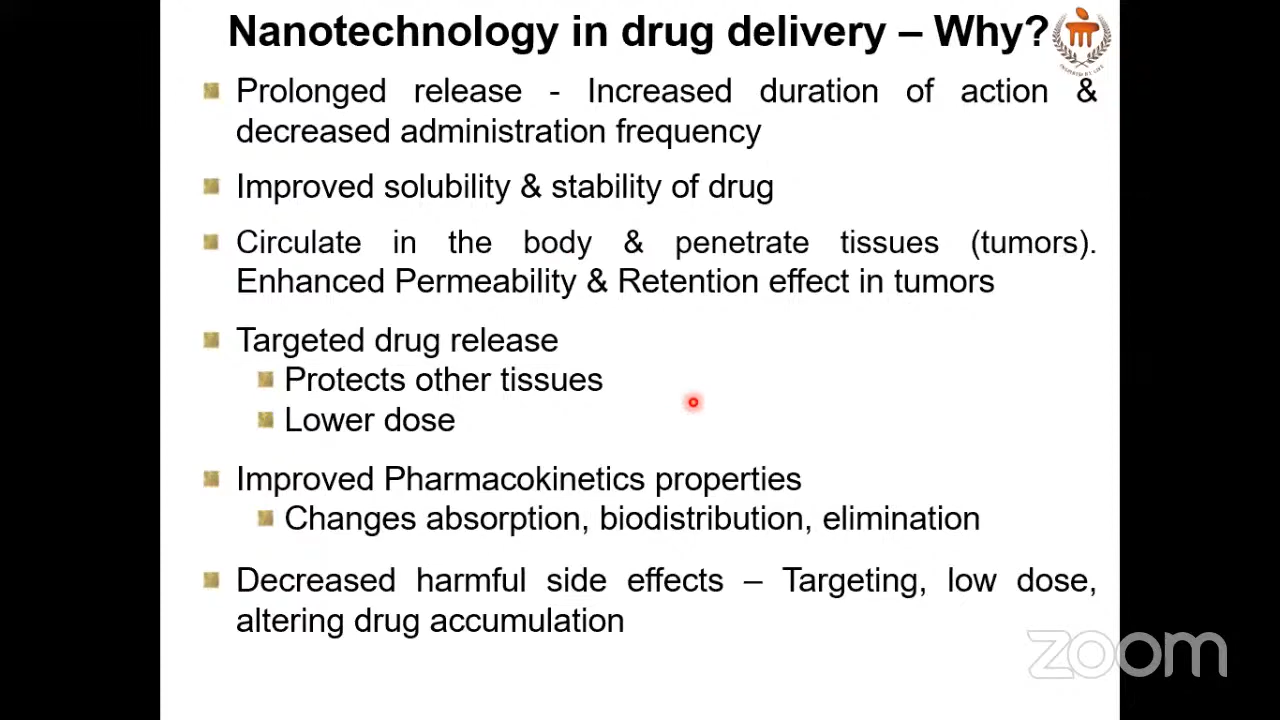 Nanotechnology in drug delivery – Why?
Prolonged release - Increased duration of action &
decreased administration frequency
Improved solubility & stability of drug
Circulate in the body & penetrate tissues (tumors).
Enhanced Permeability & Retention effect in tumors
Targeted drug release
Protects other tissues
Lower dose
Improved Pharmacokinetics properties
Changes absorption, biodistribution, elimination
Decreased harmful side effects – Targeting, low dose,
altering drug accumulation
INSPIRED BY LIFE
zoom